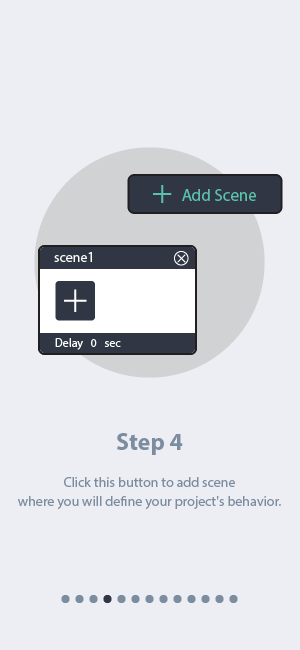 Add Scene
scene1
Delay 0 sec
Step 4
Click this button to add scene
where you will define your project's behavior.